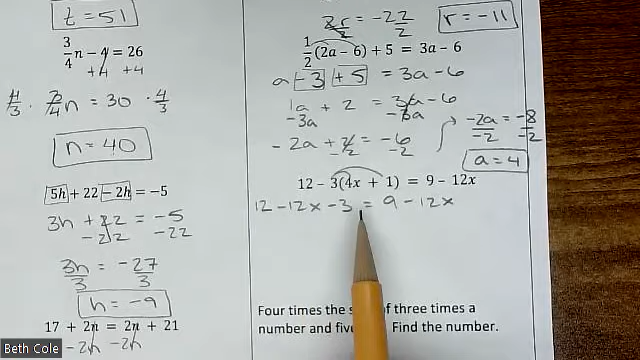 t = 51
3/4 n − 4 = 26
+4 +4
4/3 · 3/4 n = 30 · 4/3
n = 40
5h + 22 − 2h = −5
3h + 22 = −5
−22 −22
3h/3 = −27/3
h = −9
17 + 2n = 2n + 21
−2n −2n
Beth Cole
2r/2 = −22/2
r = −11
1/2 (2a − 6) + 5 = 3a − 6
a − 3 + 5 = 3a − 6
1a + 2 = 3a − 6
−3a −3a
−2a + 2 = −6
−2 −2
−2a/−2 = −8/−2
a = 4
12 − 3(4x + 1) = 9 − 12x
12 − 12x − 3 = 9 − 12x
Four times the of three times a
number and Find the number.